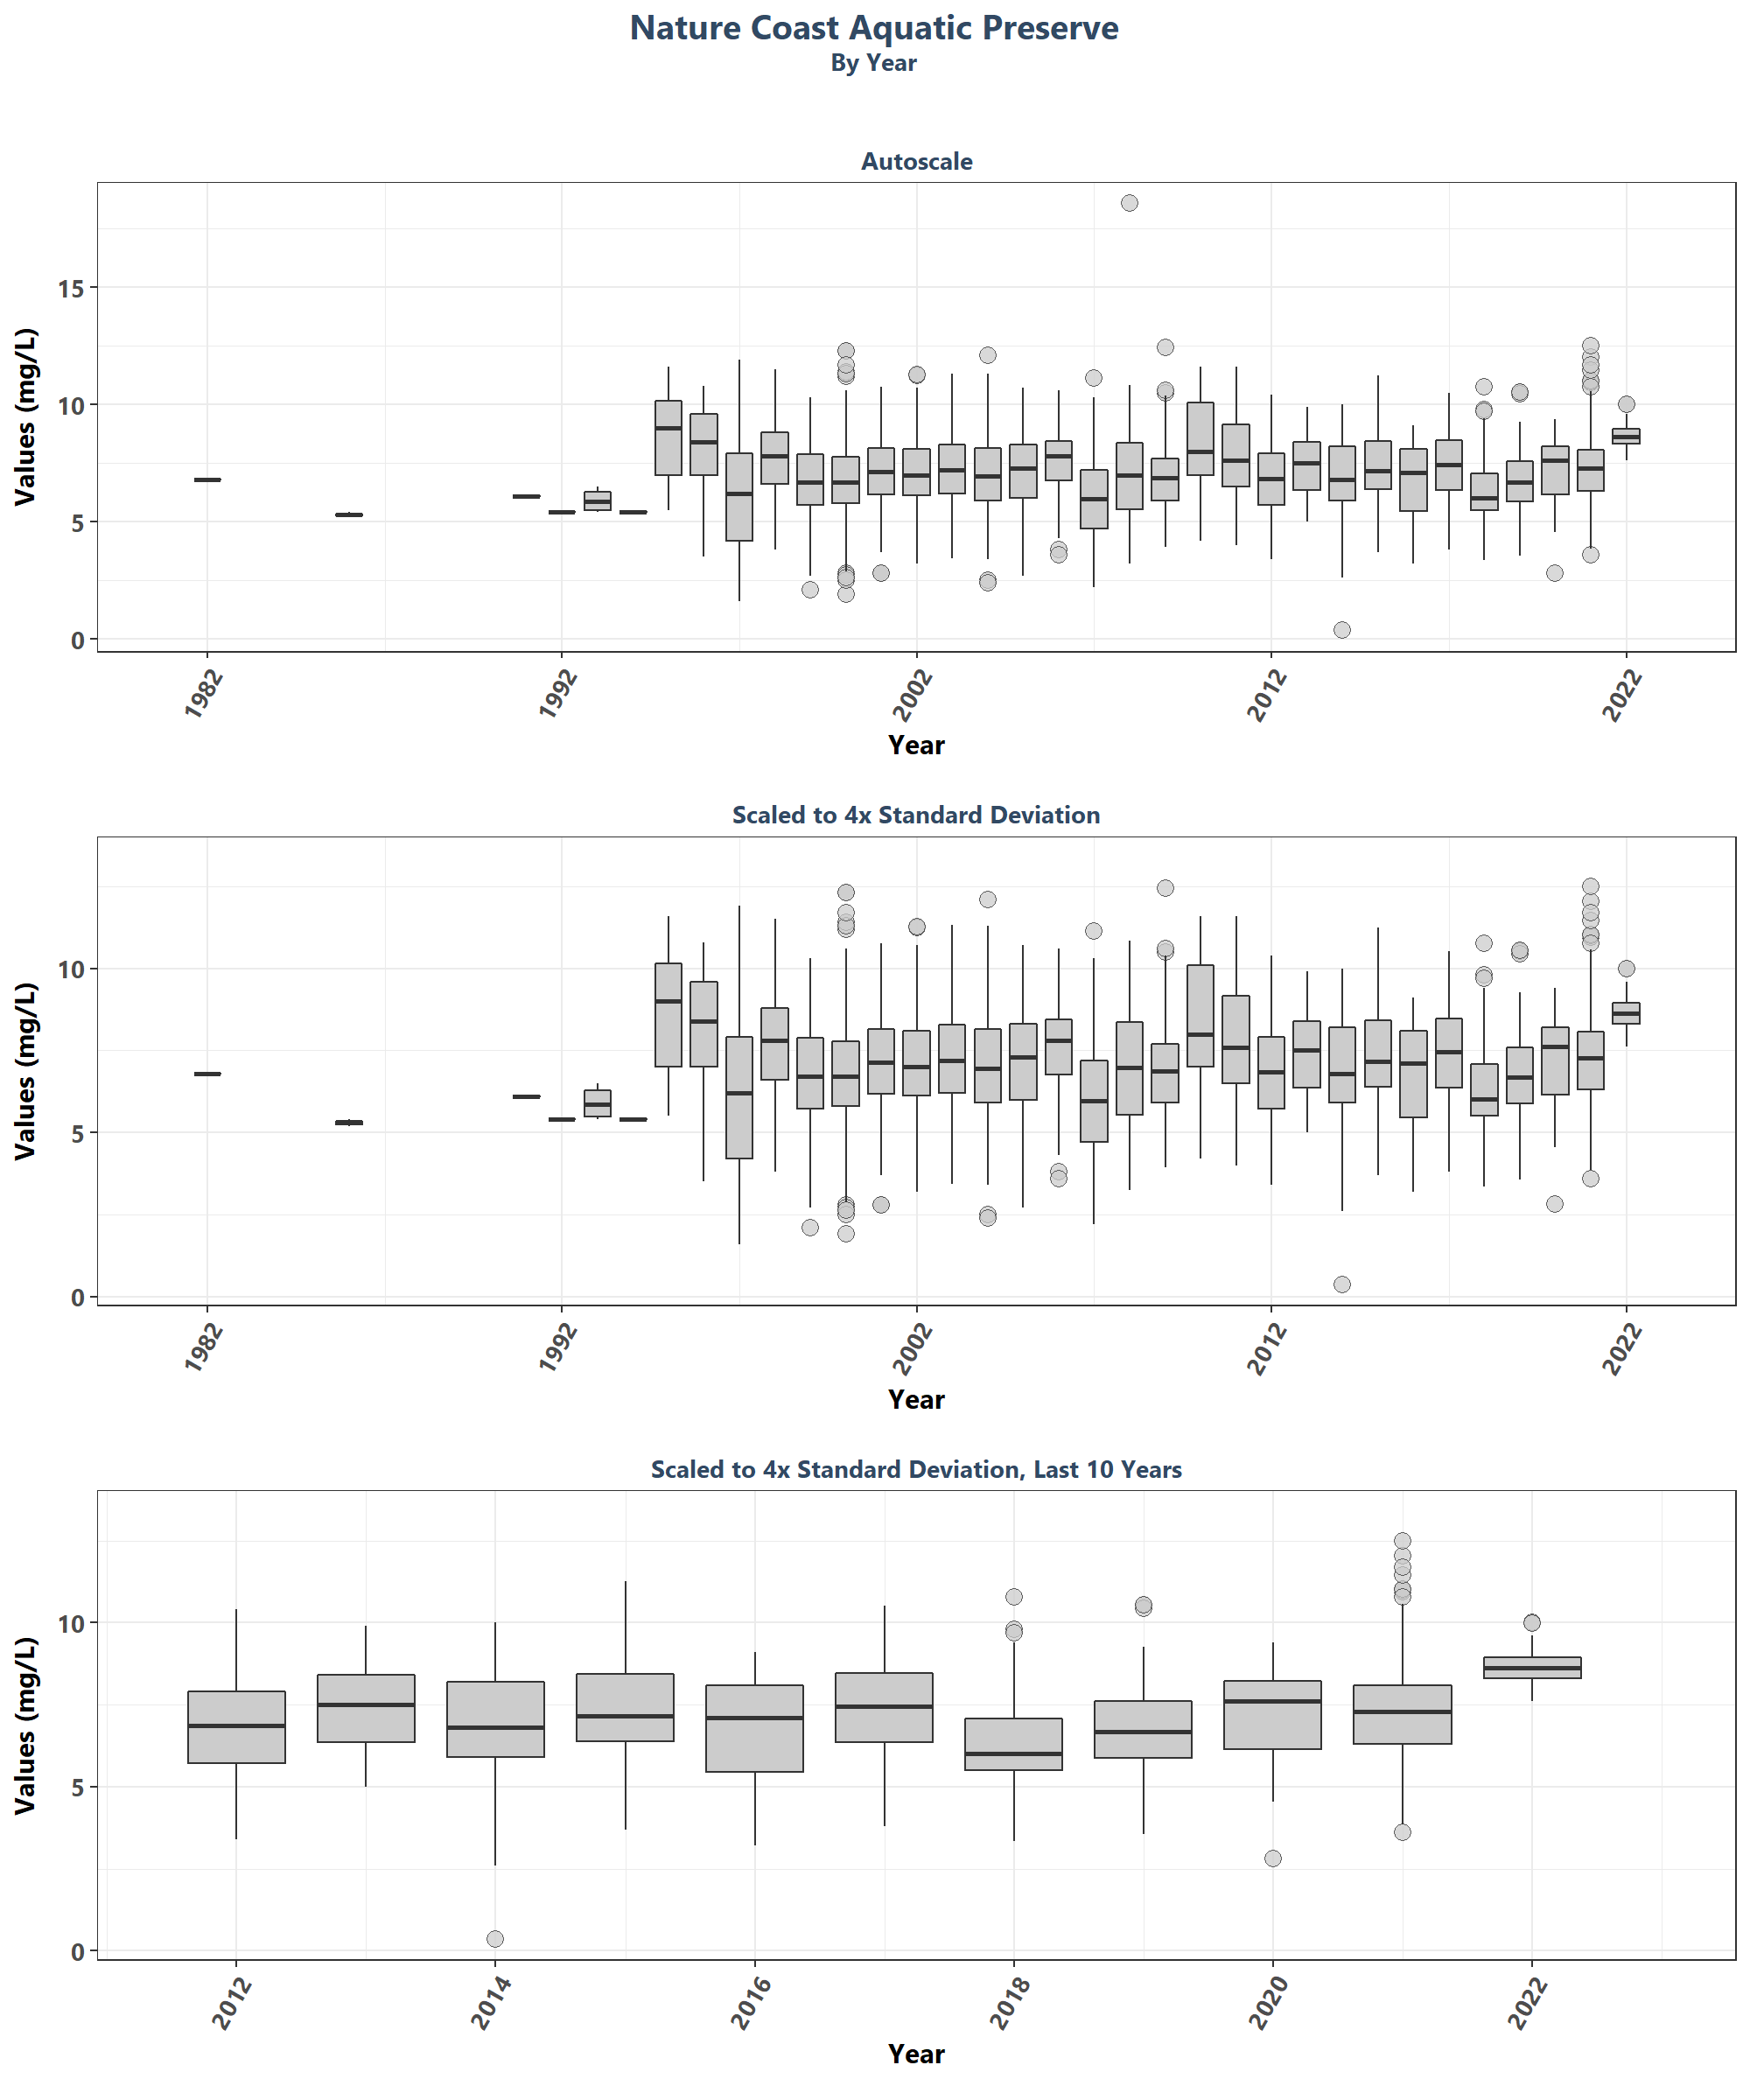 Nature Coast Aquatic Preserve
By Year
Autoscale
Values (mg/L)
15
10
5
0
1982
1992
2002
2012
2022
Year
Scaled to 4x Standard Deviation
Values (mg/L)
10
5
0
1982
1992
2002
2012
2022
Year
Scaled to 4x Standard Deviation, Last 10 Years
Values (mg/L)
10
5
0
2012
2014
2016
2018
2020
2022
Year